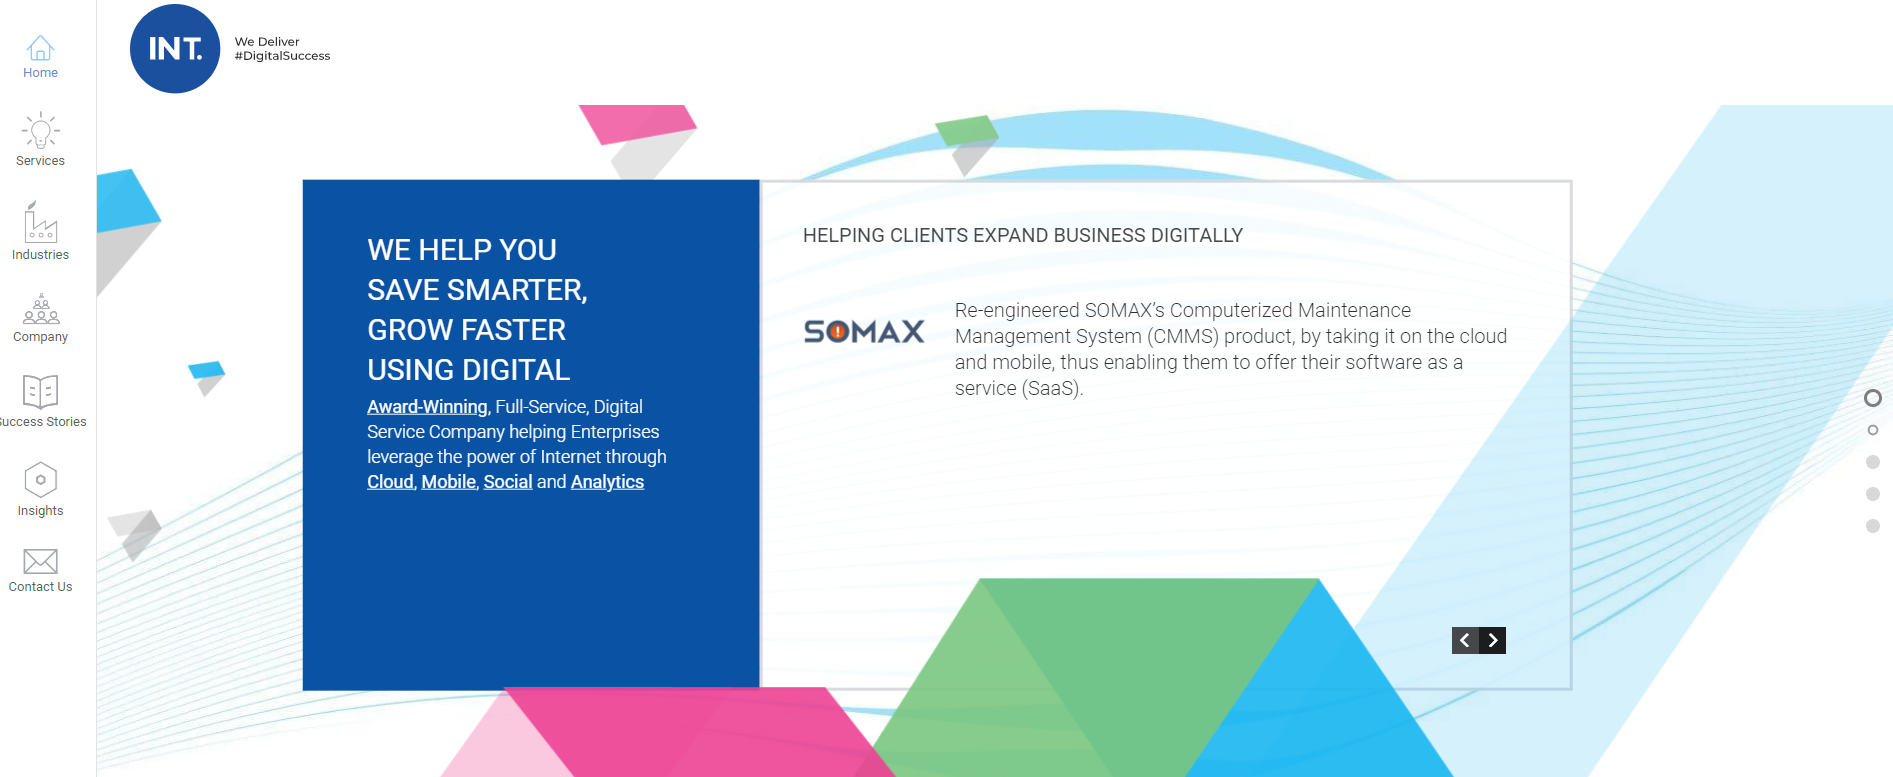 INT.
We Deliver
#DigitalSuccess
Home
Services
Industries
Company
Success Stories
Insights
Contact Us
WE HELP YOU
SAVE SMARTER,
GROW FASTER
USING DIGITAL
Award-Winning, Full-Service, Digital
Service Company helping Enterprises
leverage the power of Internet through
Cloud, Mobile, Social and Analytics
HELPING CLIENTS EXPAND BUSINESS DIGITALLY
SOMAX
Re-engineered SOMAX’s Computerized Maintenance
Management System (CMMS) product, by taking it on the cloud
and mobile, thus enabling them to offer their software as a
service (SaaS).